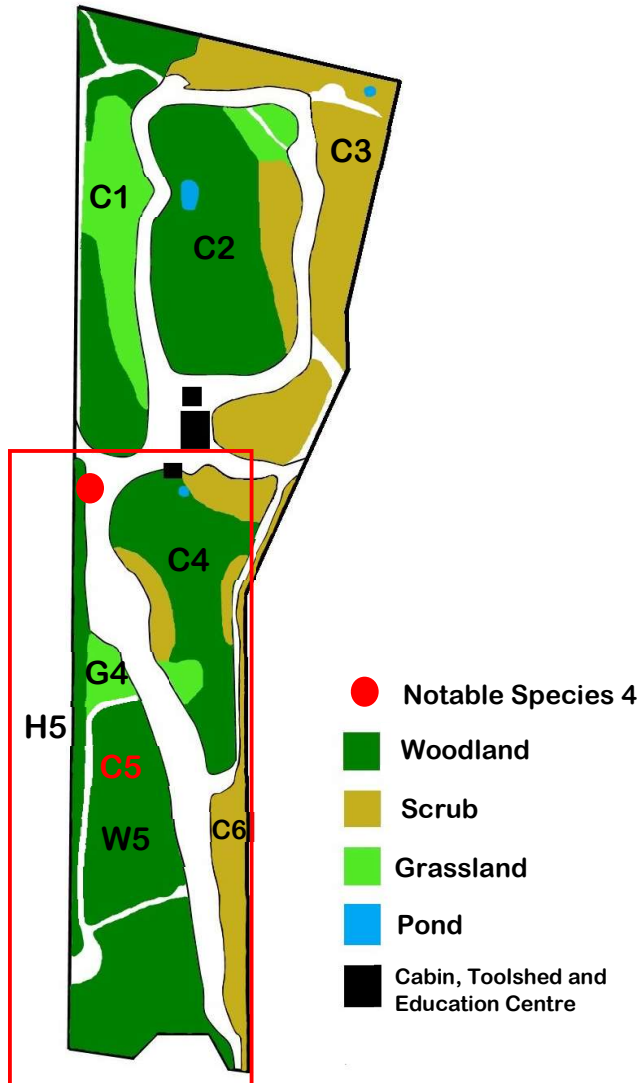 C1
C2
C3
C4
G4
H5
C5
W5
C6
Notable Species 4
Woodland
Scrub
Grassland
Pond
Cabin, Toolshed and
Education Centre